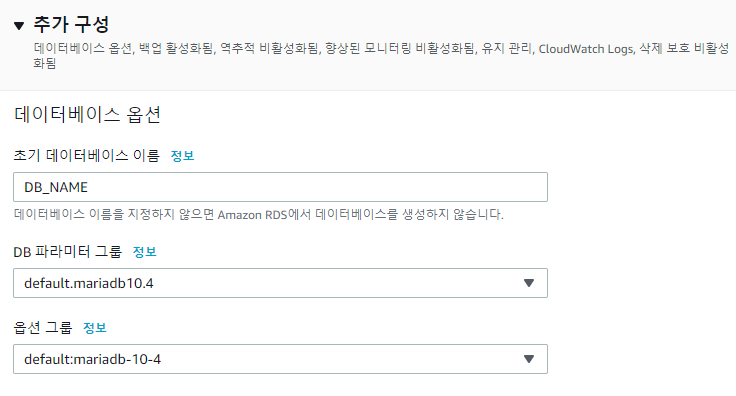 추가 구성
데이터베이스 옵션, 백업 활성화됨, 역추적 비활성화됨, 향상된 모니터링 비활성화됨, 유지 관리, CloudWatch Logs, 삭제 보호 비활성
화됨
데이터베이스 옵션
초기 데이터베이스 이름 정보
DB_NAME
데이터베이스 이름을 지정하지 않으면 Amazon RDS에서 데이터베이스를 생성하지 않습니다.
DB 파라미터 그룹 정보
default.mariadb10.4
옵션 그룹 정보
default:mariadb-10-4